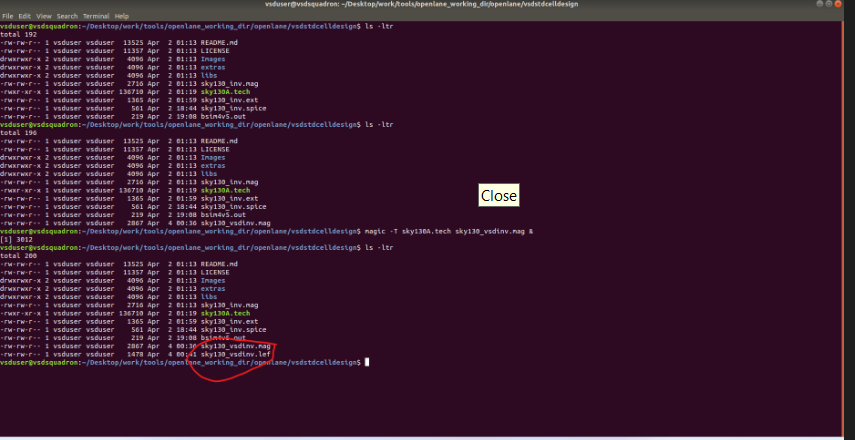 vsduser@vsdsquadron: ~/Desktop/work/tools/openlane_working_dir/openlane/vsdstdcelldesign
File Edit View Search Terminal Help
vsduser@vsdsquadron:~/Desktop/work/tools/openlane_working_dir/openlane/vsdstdcelldesign$ ls -ltr
total 192
-rw-rw-r-- 1 vsduser vsduser 13525 Apr 2 01:13 README.md
-rw-rw-r-- 1 vsduser vsduser 11357 Apr 2 01:13 LICENSE
drwxrwxr-x 2 vsduser vsduser 4096 Apr 2 01:13 Images
drwxrwxr-x 2 vsduser vsduser 4096 Apr 2 01:13 extras
drwxrwxr-x 2 vsduser vsduser 4096 Apr 2 01:13 libs
-rw-rw-r-- 1 vsduser vsduser 2716 Apr 2 01:13 sky130_inv.mag
-rwxr-xr-x 1 vsduser vsduser 136710 Apr 2 01:19 sky130A.tech
-rw-rw-r-- 1 vsduser vsduser 1365 Apr 2 01:59 sky130_inv.ext
-rw-rw-r-- 1 vsduser vsduser 561 Apr 2 18:44 sky130_inv.spice
-rw-rw-r-- 1 vsduser vsduser 219 Apr 2 19:08 bsim4v5.out
vsduser@vsdsquadron:~/Desktop/work/tools/openlane_working_dir/openlane/vsdstdcelldesign$ ls -ltr
total 196
-rw-rw-r-- 1 vsduser vsduser 13525 Apr 2 01:13 README.md
-rw-rw-r-- 1 vsduser vsduser 11357 Apr 2 01:13 LICENSE
drwxrwxr-x 2 vsduser vsduser 4096 Apr 2 01:13 Images
drwxrwxr-x 2 vsduser vsduser 4096 Apr 2 01:13 extras
drwxrwxr-x 2 vsduser vsduser 4096 Apr 2 01:13 libs
-rw-rw-r-- 1 vsduser vsduser 2716 Apr 2 01:13 sky130_inv.mag
-rwxr-xr-x 1 vsduser vsduser 136710 Apr 2 01:19 sky130A.tech
-rw-rw-r-- 1 vsduser vsduser 1365 Apr 2 01:59 sky130_inv.ext
-rw-rw-r-- 1 vsduser vsduser 561 Apr 2 18:44 sky130_inv.spice
-rw-rw-r-- 1 vsduser vsduser 219 Apr 2 19:08 bsim4v5.out
-rw-rw-r-- 1 vsduser vsduser 2867 Apr 4 00:36 sky130_vsdinv.mag
Close
vsduser@vsdsquadron:~/Desktop/work/tools/openlane_working_dir/openlane/vsdstdcelldesign$ magic -T sky130A.tech sky130_vsdinv.mag &
[1] 3012
vsduser@vsdsquadron:~/Desktop/work/tools/openlane_working_dir/openlane/vsdstdcelldesign$ ls -ltr
total 200
-rw-rw-r-- 1 vsduser vsduser 13525 Apr 2 01:13 README.md
-rw-rw-r-- 1 vsduser vsduser 11357 Apr 2 01:13 LICENSE
drwxrwxr-x 2 vsduser vsduser 4096 Apr 2 01:13 Images
drwxrwxr-x 2 vsduser vsduser 4096 Apr 2 01:13 extras
drwxrwxr-x 2 vsduser vsduser 4096 Apr 2 01:13 libs
-rw-rw-r-- 1 vsduser vsduser 2716 Apr 2 01:13 sky130_inv.mag
-rwxr-xr-x 1 vsduser vsduser 136710 Apr 2 01:19 sky130A.tech
-rw-rw-r-- 1 vsduser vsduser 1365 Apr 2 01:59 sky130_inv.ext
-rw-rw-r-- 1 vsduser vsduser 561 Apr 2 18:44 sky130_inv.spice
-rw-rw-r-- 1 vsduser vsduser 219 Apr 2 19:08 bsim4v5.out
-rw-rw-r-- 1 vsduser vsduser 2867 Apr 4 00:36 sky130_vsdinv.mag
-rw-rw-r-- 1 vsduser vsduser 1478 Apr 4 00:41 sky130_vsdinv.lef
vsduser@vsdsquadron:~/Desktop/work/tools/openlane_working_dir/openlane/vsdstdcelldesign$